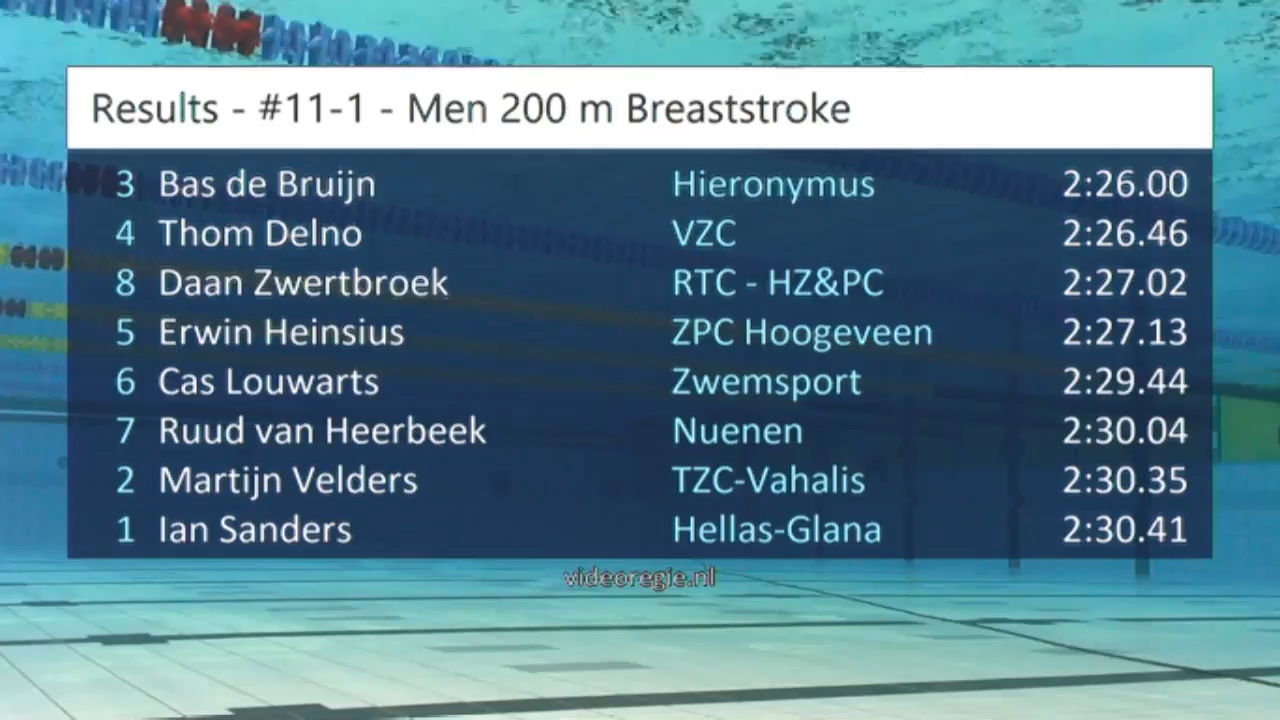 Results - #11-1 - Men 200 m Breaststroke
3 Bas de Bruijn Hieronymus 2:26.00
4 Thom Delno VZC 2:26.46
8 Daan Zwertbroek RTC - HZ&PC 2:27.02
5 Erwin Heinsius ZPC Hoogeveen 2:27.13
6 Cas Louwarts Zwemsport 2:29.44
7 Ruud van Heerbeek Nuenen 2:30.04
2 Martijn Velders TZC-Vahalis 2:30.35
1 Ian Sanders Hellas-Glana 2:30.41
videoregie.nl